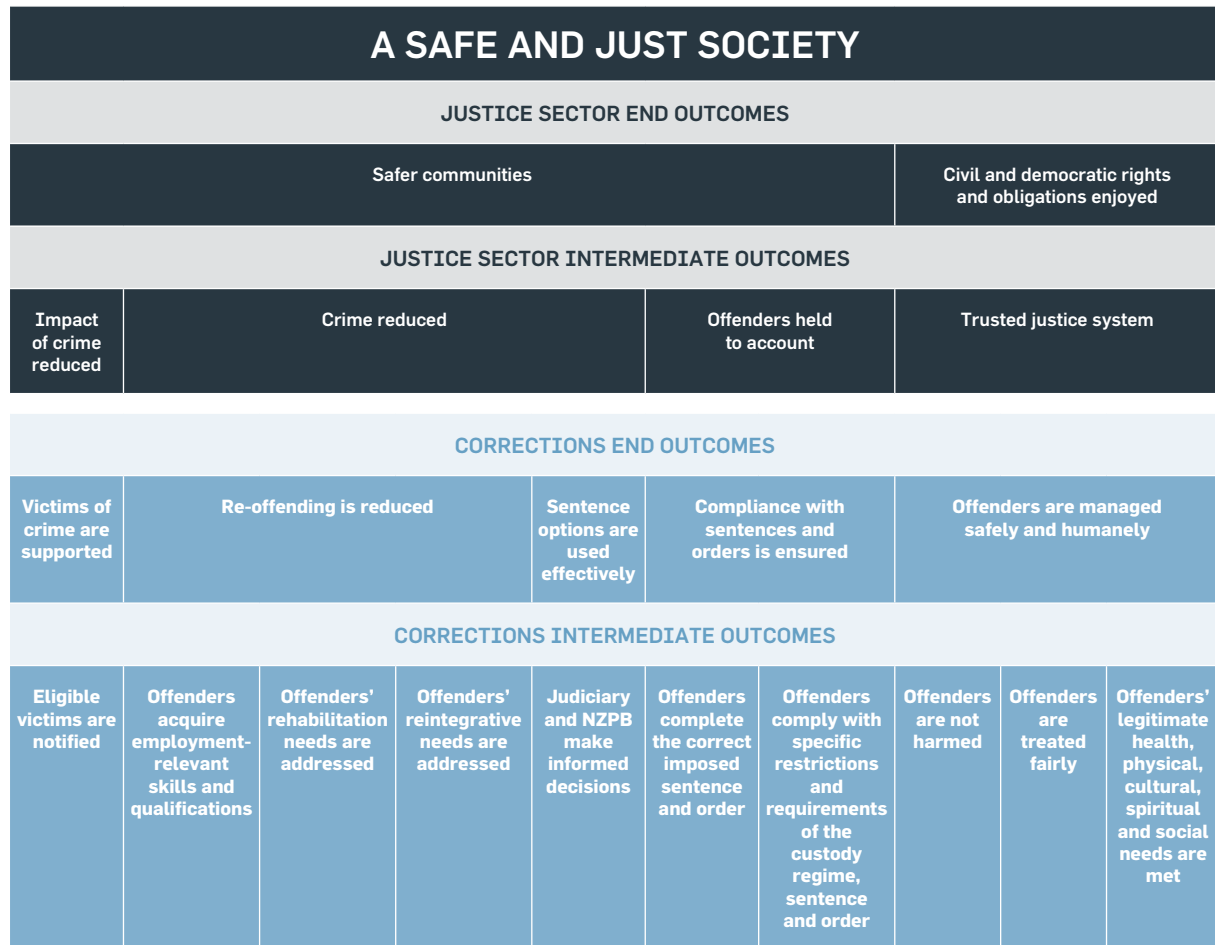 A SAFE AND JUST SOCIETY
JUSTICE SECTOR END OUTCOMES
Safer communities
Civil and democratic rights
and obligations enjoyed
JUSTICE SECTOR INTERMEDIATE OUTCOMES
Impact
of crime
reduced
Crime reduced
Offenders held
to account
Trusted justice system
CORRECTIONS END OUTCOMES
Victims of
crime are
supported
Re-offending is reduced
Sentence
options are
used
effectively
Compliance with
sentences and
orders is ensured
Offenders are managed
safely and humanely
CORRECTIONS INTERMEDIATE OUTCOMES
Eligible
victims are
notified
Offenders
acquire
employment-
relevant
skills and
qualifications
Offenders’
rehabilitation
needs are
addressed
Offenders’
reintegrative
needs are
addressed
Judiciary
and NZPB
make
informed
decisions
Offenders
complete
the correct
imposed
sentence
and order
Offenders
comply with
specific
restrictions
and
requirements
of the
custody
regime,
sentence
and order
Offenders
are not
harmed
Offenders
are
treated
fairly
Offenders’
legitimate
health,
physical,
cultural,
spiritual
and social
needs are
met